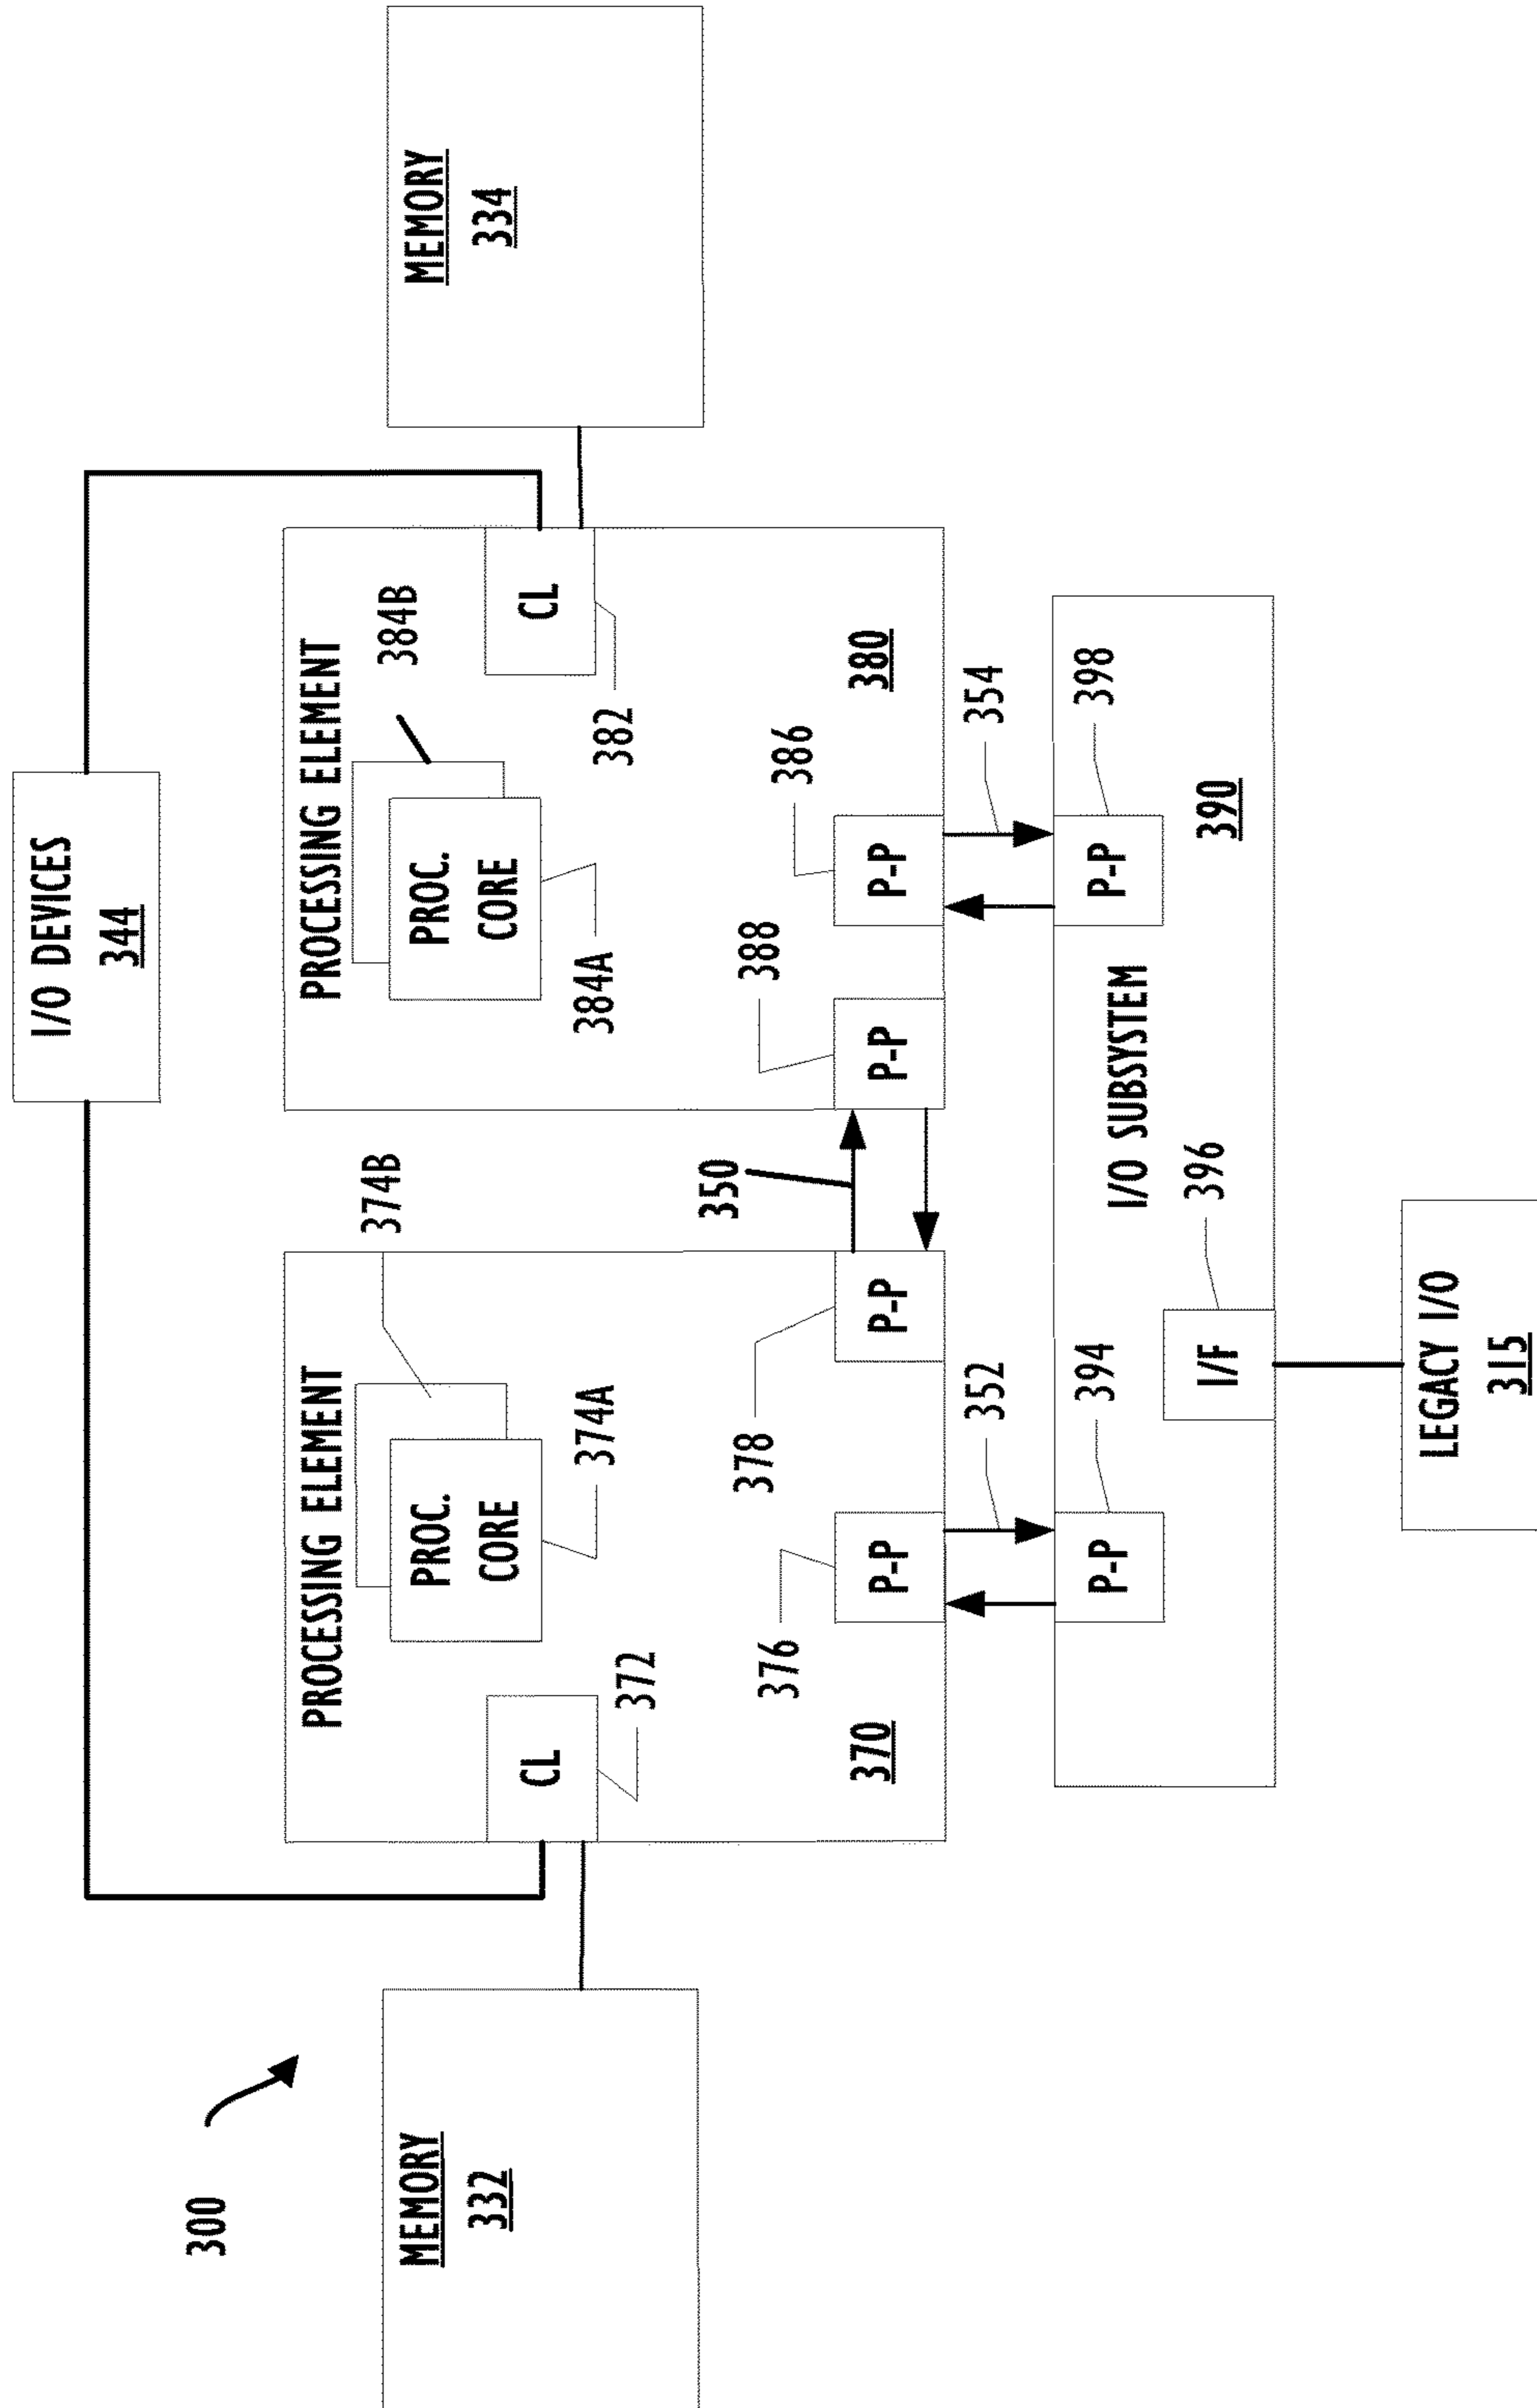 300
I/O DEVICES
344
MEMORY
332
PROCESSING ELEMENT
374B
PROC.
CORE
374A
CL
372
376
P-P
378
P-P
370
350
PROCESSING ELEMENT
384B
PROC.
CORE
384A
CL
382
388
P-P
386
P-P
380
MEMORY
334
352
354
394
P-P
I/O SUBSYSTEM
398
P-P
390
396
I/F
LEGACY I/O
315